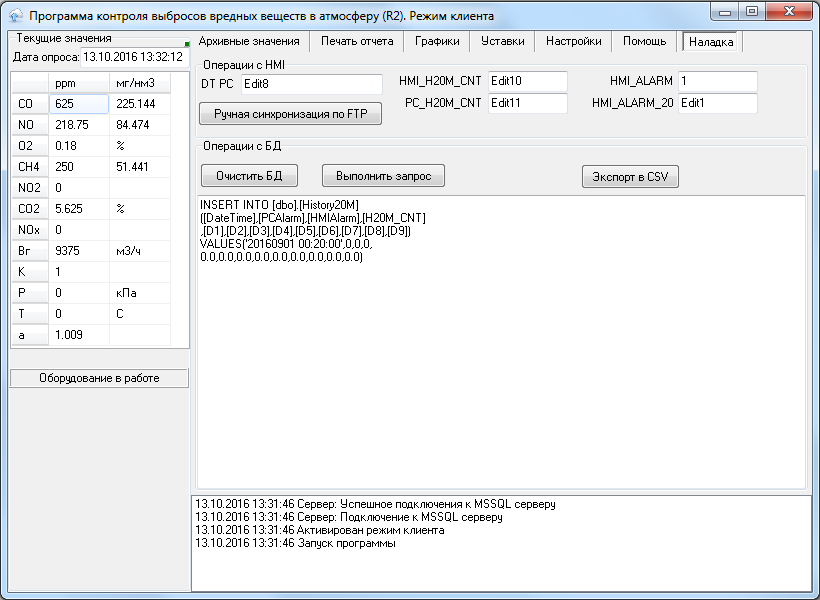 Программа контроля выбросов вредных веществ в атмосферу (R2). Режим клиента
Текущие значения
Дата опроса: 13.10.2016 13:32:12
ppm мг/нм3
CO 625 225.144
NO 218.75 84.474
O2 0.18 %
CH4 250 51.441
NO2 0
CO2 5.625 %
NOx 0
Вг 9375 м3/ч
K 1
P 0 кПа
T 0 C
a 1.009
Оборудование в работе
Архивные значения Печать отчета Графики Уставки Настройки Помощь Наладка
Операции с HMI
DT PC Edit8 HMI_H20M_CNT Edit10 HMI_ALARM 1
PC_H20M_CNT Edit11 HMI_ALARM_20 Edit1
Ручная синхронизация по FTP
Операции с БД
Очистить БД Выполнить запрос Экспорт в CSV
INSERT INTO [dbo].[History20M]
([DateTime],[PCAlarm],[HMIAlarm],[H20M_CNT]
,[D1],[D2],[D3],[D4],[D5],[D6],[D7],[D8],[D9])
VALUES('20160901 00:20:00',0,0,0,
0.0,0.0,0.0,0.0,0.0,0.0,0.0,0.0,0.0)
13.10.2016 13:31:46 Сервер: Успешное подключения к MSSQL серверу
13.10.2016 13:31:46 Сервер: Подключение к MSSQL серверу
13.10.2016 13:31:46 Активирован режим клиента
13.10.2016 13:31:46 Запуск программы